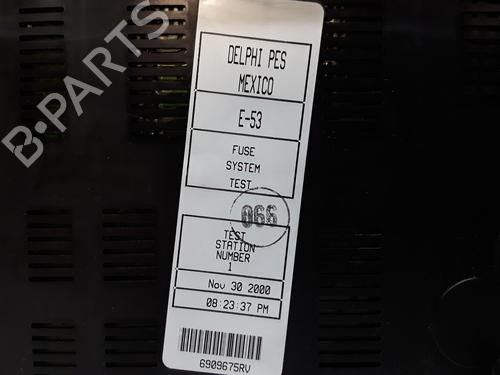 DELPHI PES
MEXICO
E-53
FUSE
SYSTEM
TEST
066
TEST
STATION
NUMBER
1
Nov 30 2000
08:23:37 PM
6909675RV
B-PARTS